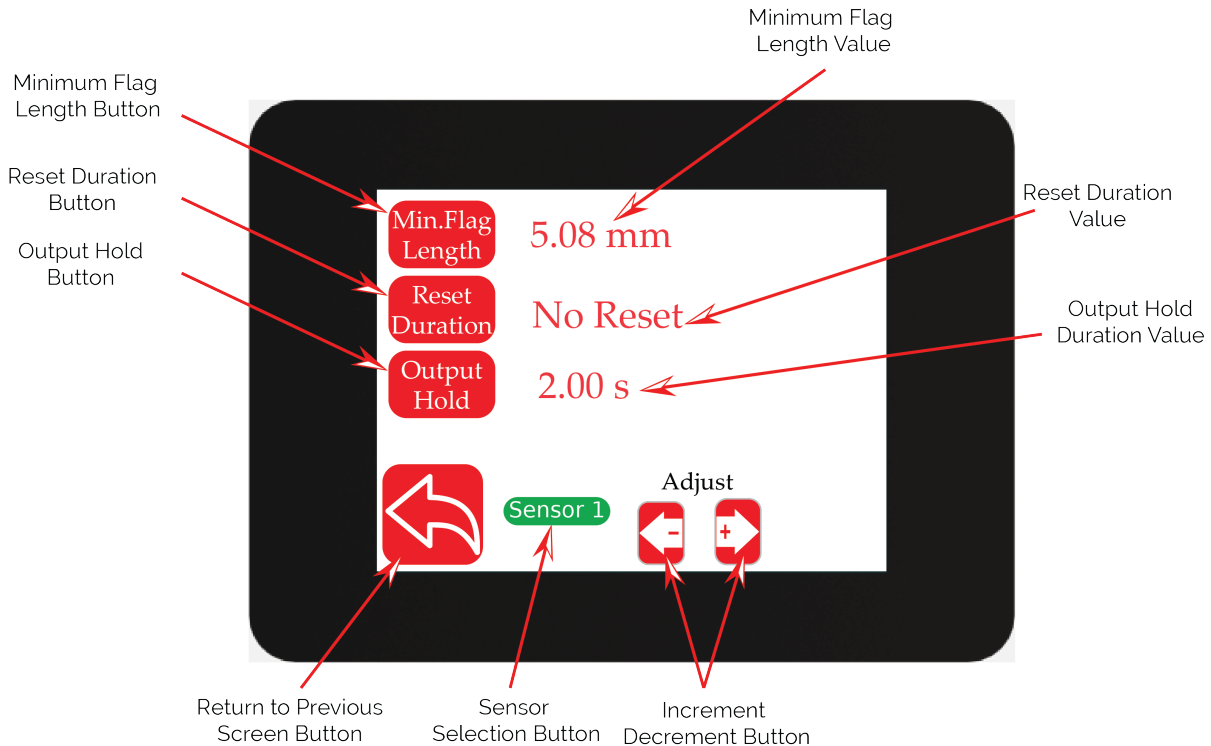 Minimum Flag
Length Value
Minimum Flag
Length Button
Reset Duration
Button
Output Hold
Button
Reset Duration
Value
Output Hold
Duration Value
Min.Flag
Length
5.08 mm
Reset
Duration
No Reset
Output
Hold
2.00 s
Adjust
Sensor 1
-
+
Return to Previous
Screen Button
Sensor
Selection Button
Increment
Decrement Button